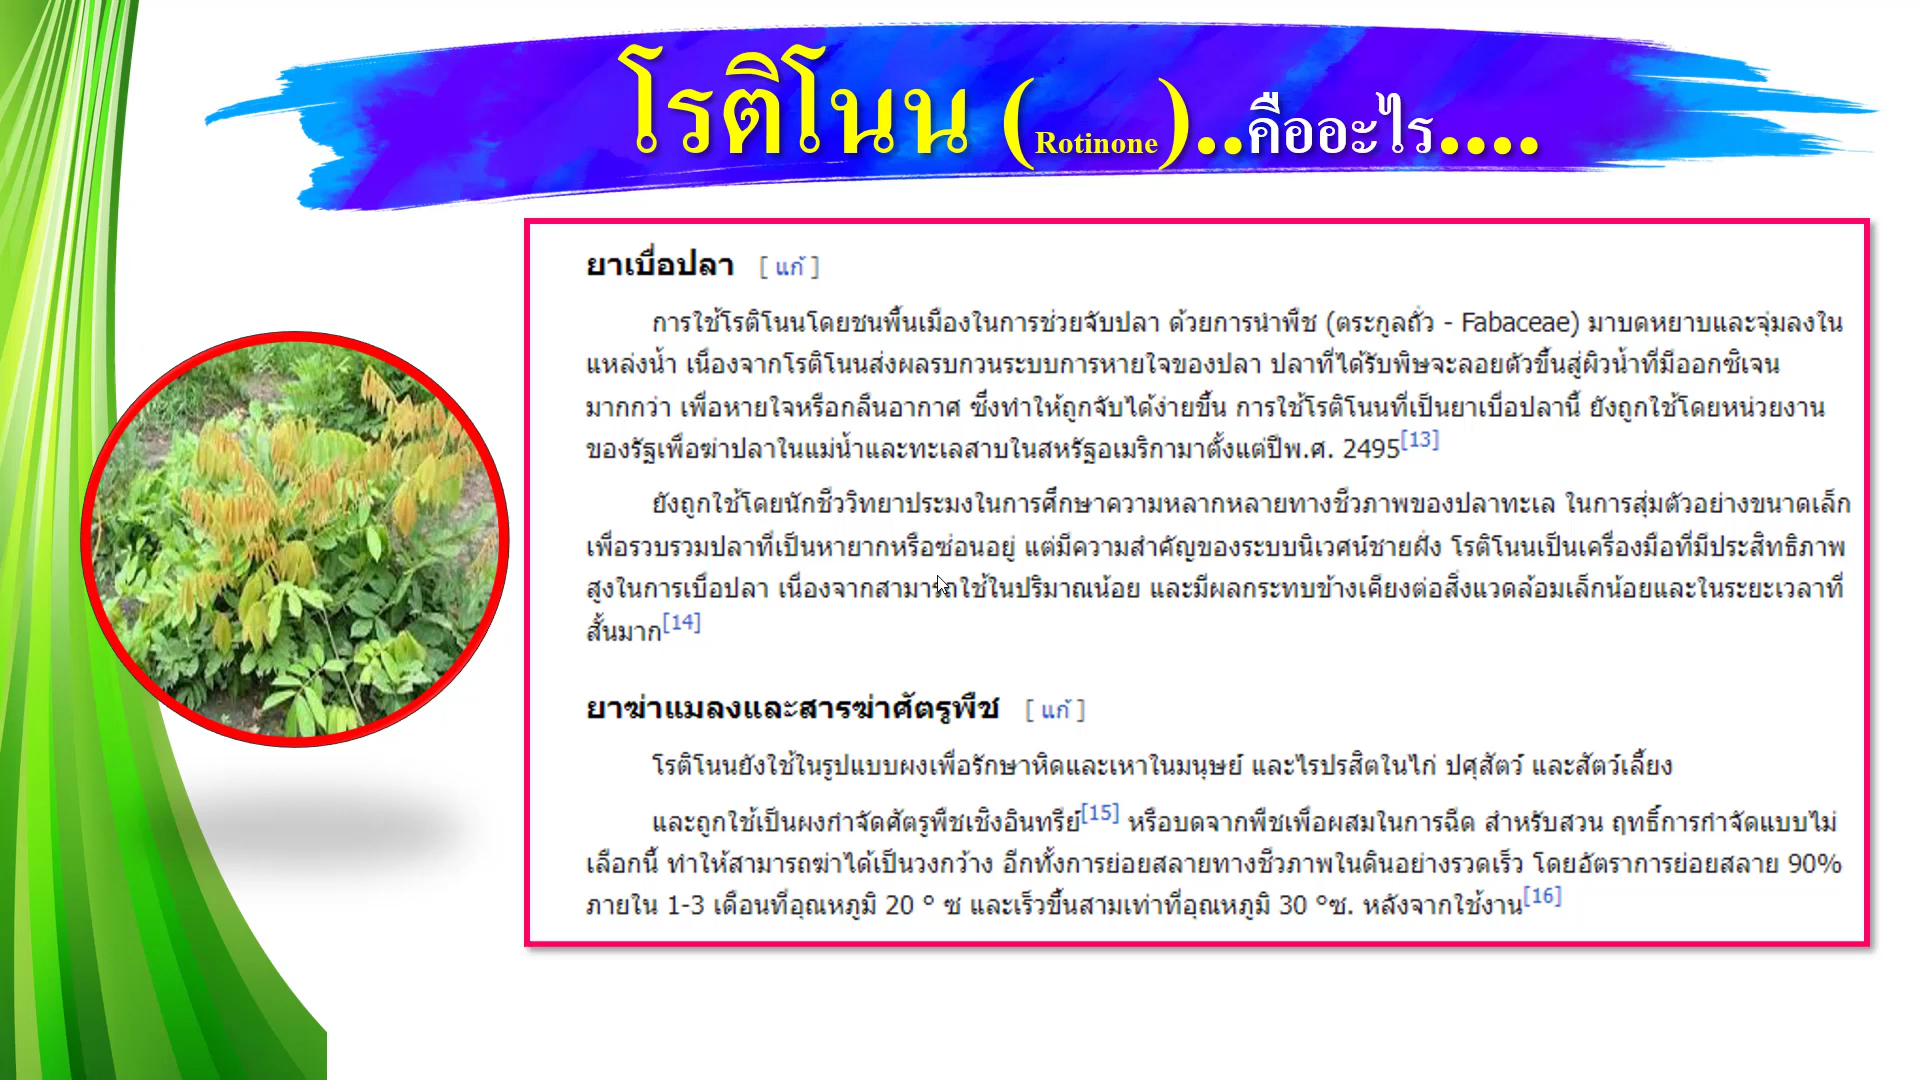 โรติโนน (Rotinone)..คืออะไร....
ยาเบื่อปลา [ แก้ ]
การใช้โรติโนนโดยชนพื้นเมืองในการช่วยจับปลา ด้วยการนำพืช (ตระกูลถั่ว - Fabaceae) มาบดหยาบและจุ่มลงใน
แหล่งน้ำ เนื่องจากโรติโนนส่งผลรบกวนระบบการหายใจของปลา ปลาที่ได้รับพิษจะลอยตัวขึ้นสู่ผิวน้ำที่มีออกซิเจน
มากกว่า เพื่อหายใจหรือกลืนอากาศ ซึ่งทำให้ถูกจับได้ง่ายขึ้น การใช้โรติโนนที่เป็นยาเบื่อปลานี้ ยังถูกใช้โดยหน่วยงาน
ของรัฐเพื่อฆ่าปลาในแม่น้ำและทะเลสาบในสหรัฐอเมริกามาตั้งแต่ปีพ.ศ. 2495[13]
ยังถูกใช้โดยนักชีววิทยาประมงในการศึกษาความหลากหลายทางชีวภาพของปลาทะเล ในการสุ่มตัวอย่างขนาดเล็ก
เพื่อรวบรวมปลาที่เป็นหายากหรือซ่อนอยู่ แต่มีความสำคัญของระบบนิเวศน์ชายฝั่ง โรติโนนเป็นเครื่องมือที่มีประสิทธิภาพ
สูงในการเบื่อปลา เนื่องจากสามารถใช้ในปริมาณน้อย และมีผลกระทบข้างเคียงต่อสิ่งแวดล้อมเล็กน้อยและในระยะเวลาที่
สั้นมาก[14]
ยาฆ่าแมลงและสารฆ่าศัตรูพืช [ แก้ ]
โรติโนนยังใช้ในรูปแบบผงเพื่อรักษาหิดและเหาในมนุษย์ และไรปรสิตในไก่ ปศุสัตว์ และสัตว์เลี้ยง
และถูกใช้เป็นผงกำจัดศัตรูพืชเชิงอินทรีย์[15] หรือบดจากพืชเพื่อผสมในการฉีด สำหรับสวน ฤทธิ์การกำจัดแบบไม่
เลือกนี้ ทำให้สามารถฆ่าได้เป็นวงกว้าง อีกทั้งการย่อยสลายทางชีวภาพในดินอย่างรวดเร็ว โดยอัตราการย่อยสลาย 90%
ภายใน 1-3 เดือนที่อุณหภูมิ 20 ° ซ และเร็วขึ้นสามเท่าที่อุณหภูมิ 30 °ซ. หลังจากใช้งาน[16]